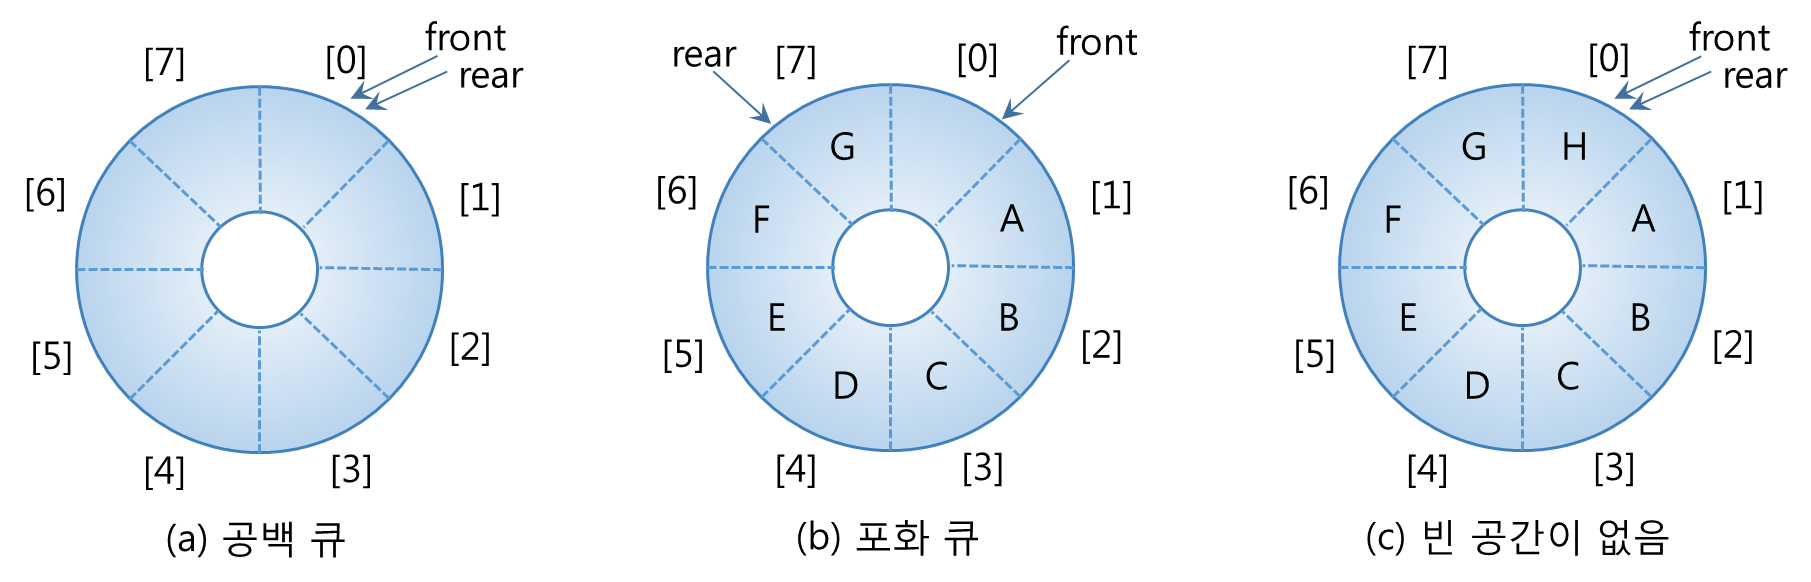 front
rear
[0]
[1]
[2]
[3]
[4]
[5]
[6]
[7]
(a) 공백 큐
rear
front
[0]
[1]
[2]
[3]
[4]
[5]
[6]
[7]
A
B
C
D
E
F
G
(b) 포화 큐
front
rear
[0]
[1]
[2]
[3]
[4]
[5]
[6]
[7]
H
A
B
C
D
E
F
G
(c) 빈 공간이 없음